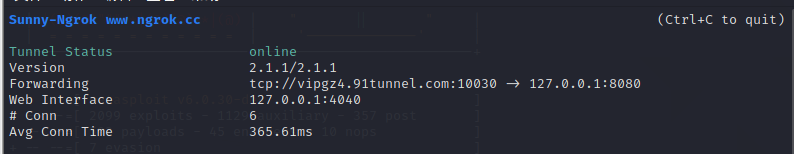 Sunny-Ngrok www.ngrok.cc (Ctrl+C to quit)
Tunnel Status online
Version 2.1.1/2.1.1
Forwarding tcp://vipgz4.91tunnel.com:10030 → 127.0.0.1:8080
Web Interface 127.0.0.1:4040
# Conn 6
Avg Conn Time 365.61ms